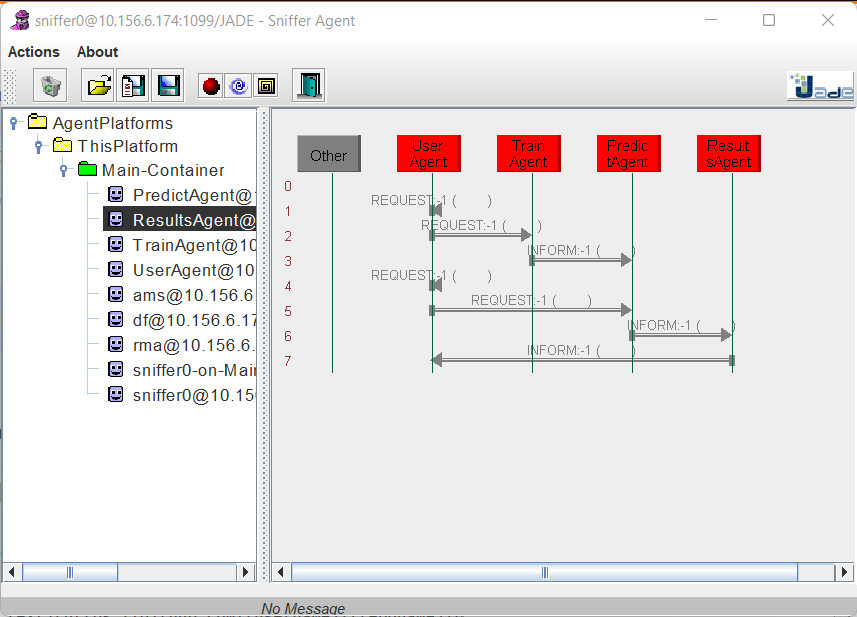 sniffer0@10.156.6.174:1099/JADE - Sniffer Agent
Actions About
Jade
AgentPlatforms
ThisPlatform
Main-Container
PredictAgent@
ResultsAgent@
TrainAgent@10
UserAgent@10
ams@10.156.6
df@10.156.6.17
rma@10.156.6.
sniffer0-on-Mai
sniffer0@10.15
Other
User
Agent
Train
Agent
Predic
tAgent
Result
sAgent
0
REQUEST:-1 ( )
1
REQUEST:-1 ( )
2
INFORM:-1 ( )
3
REQUEST:-1 ( )
4
REQUEST:-1 ( )
5
INFORM:-1 ( )
6
INFORM:-1 ( )
7
No Message